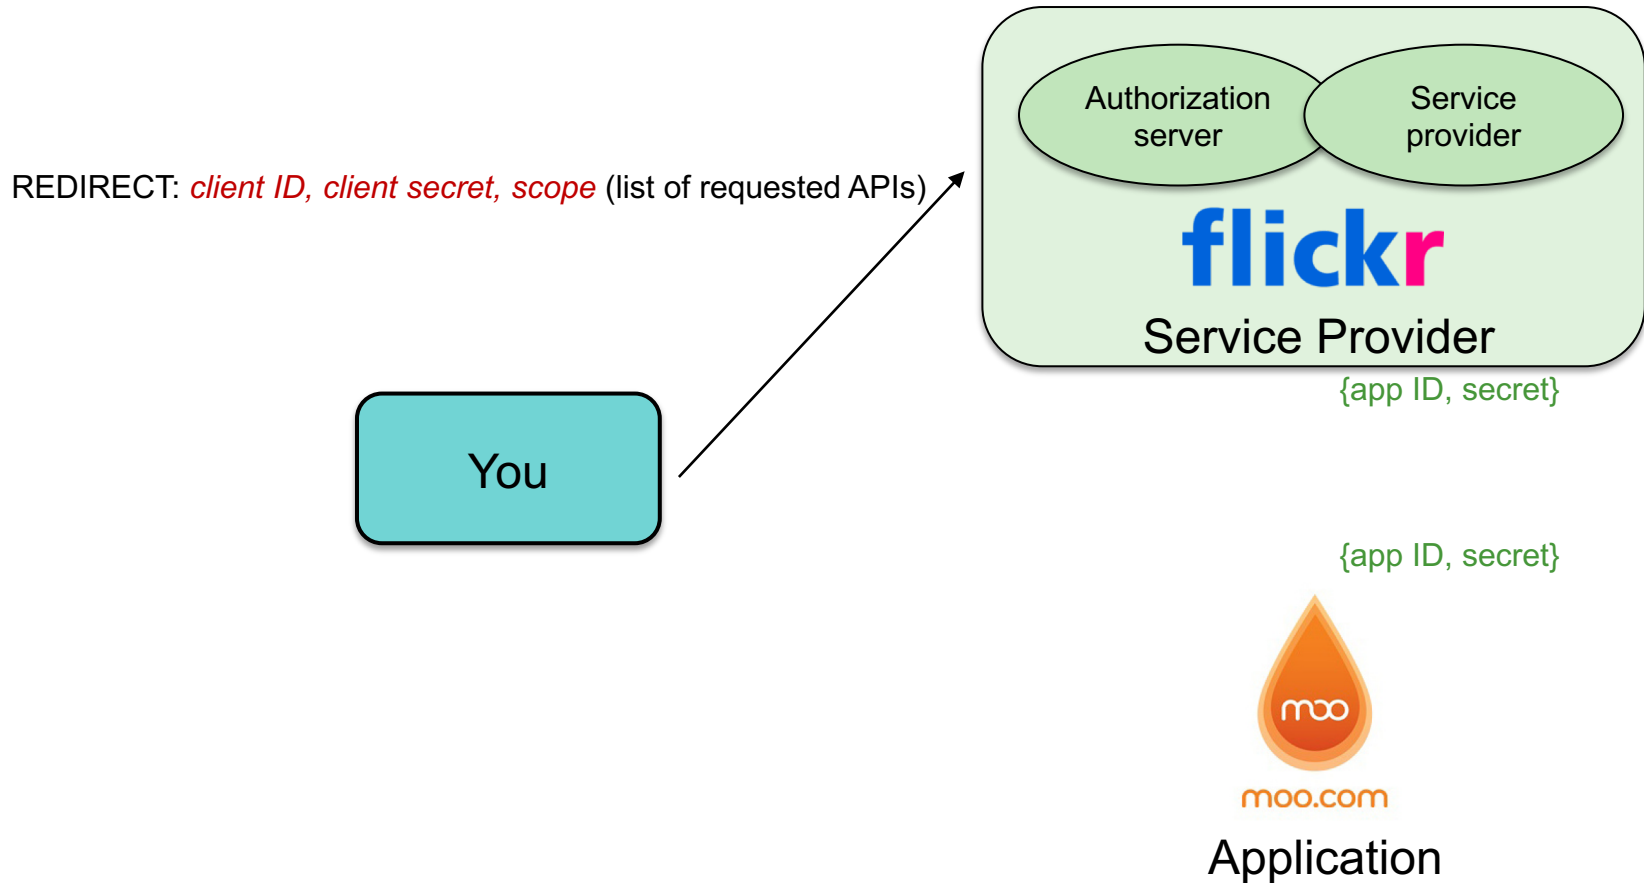 Authorization
server
Service
provider
REDIRECT: client ID, client secret, scope (list of requested APIs)
flickr
Service Provider
{app ID, secret}
You
{app ID, secret}
moo
moo.com
Application